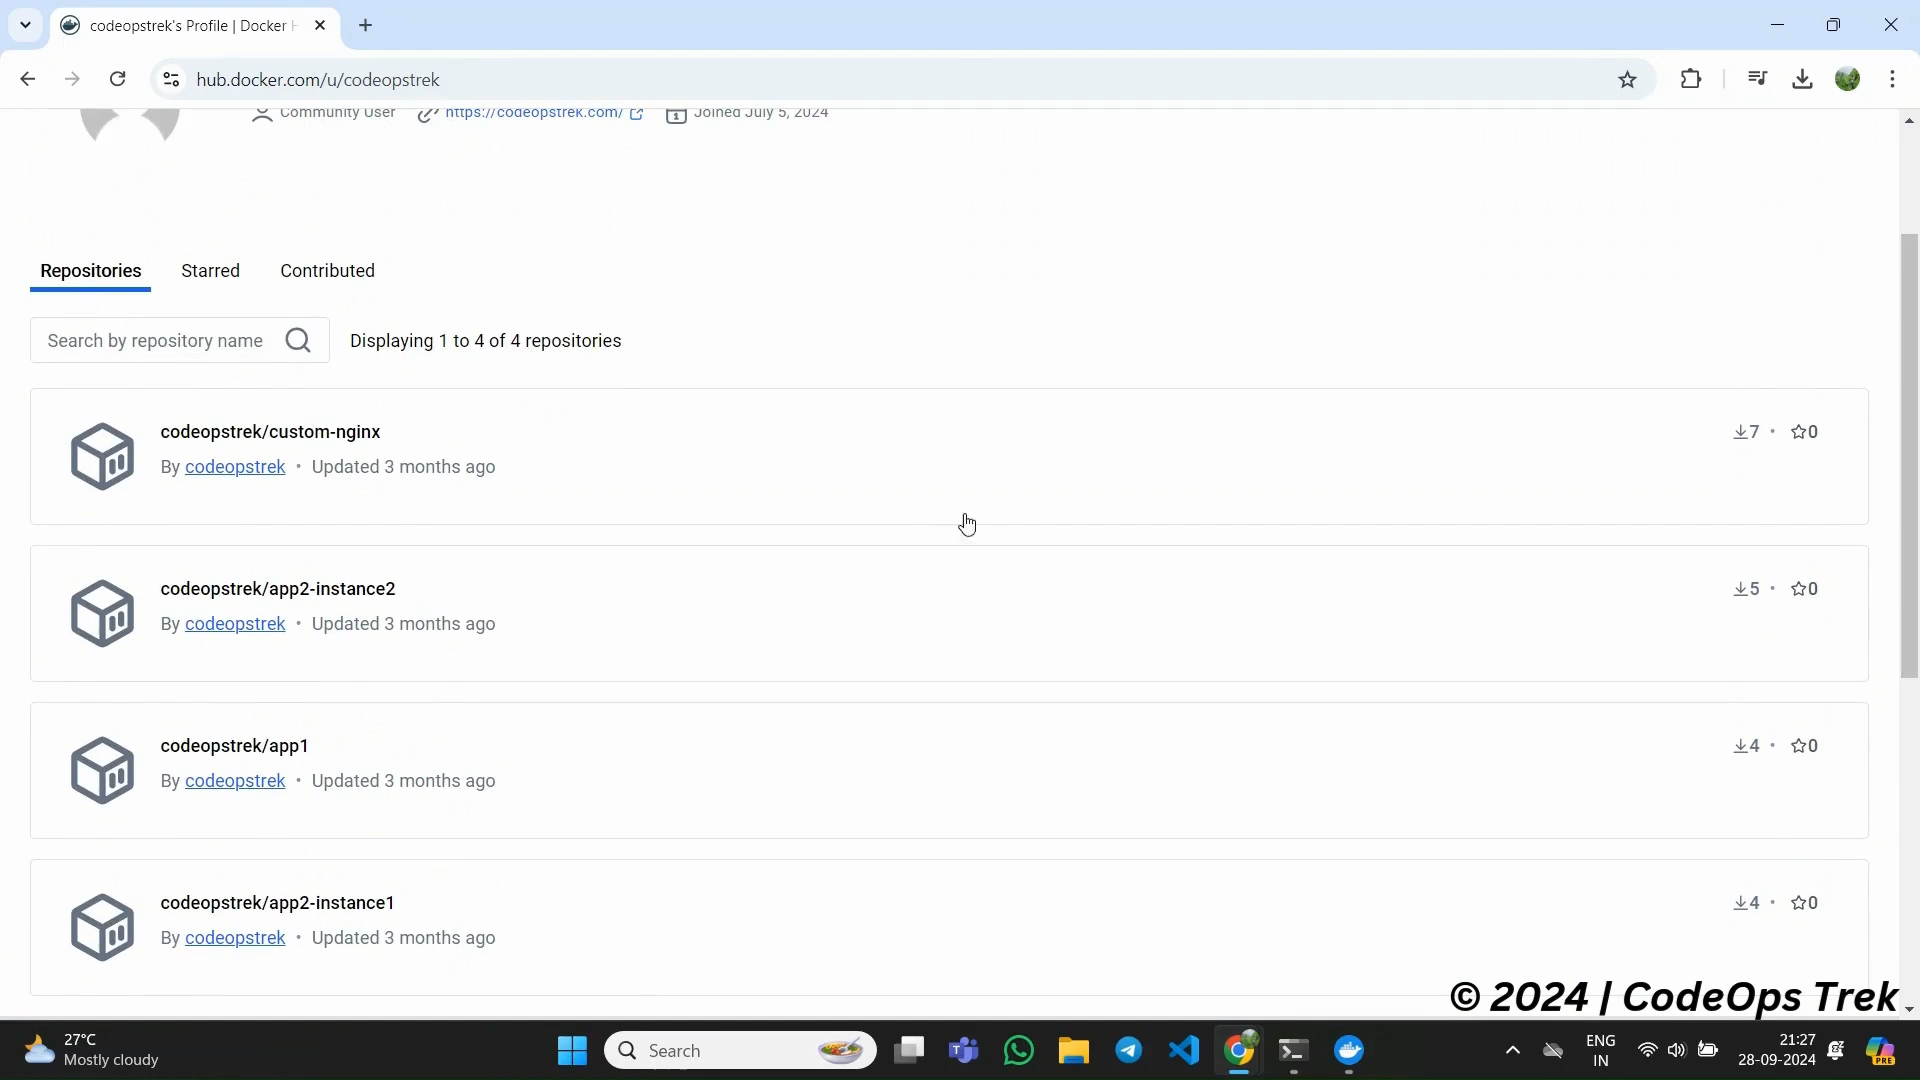 codeopstrek's Profile | Docker H
hub.docker.com/u/codeopstrek
Community User https://codeopstrek.com/ Joined July 5, 2024
Repositories Starred Contributed
Search by repository name Displaying 1 to 4 of 4 repositories
codeopstrek/custom-nginx 7 • 0
By codeopstrek • Updated 3 months ago
codeopstrek/app2-instance2 5 • 0
By codeopstrek • Updated 3 months ago
codeopstrek/app1 4 • 0
By codeopstrek • Updated 3 months ago
codeopstrek/app2-instance1 4 • 0
By codeopstrek • Updated 3 months ago
© 2024 | CodeOps Trek
27°C
Mostly cloudy
Search
ENG
IN
21:27
28-09-2024
PRE